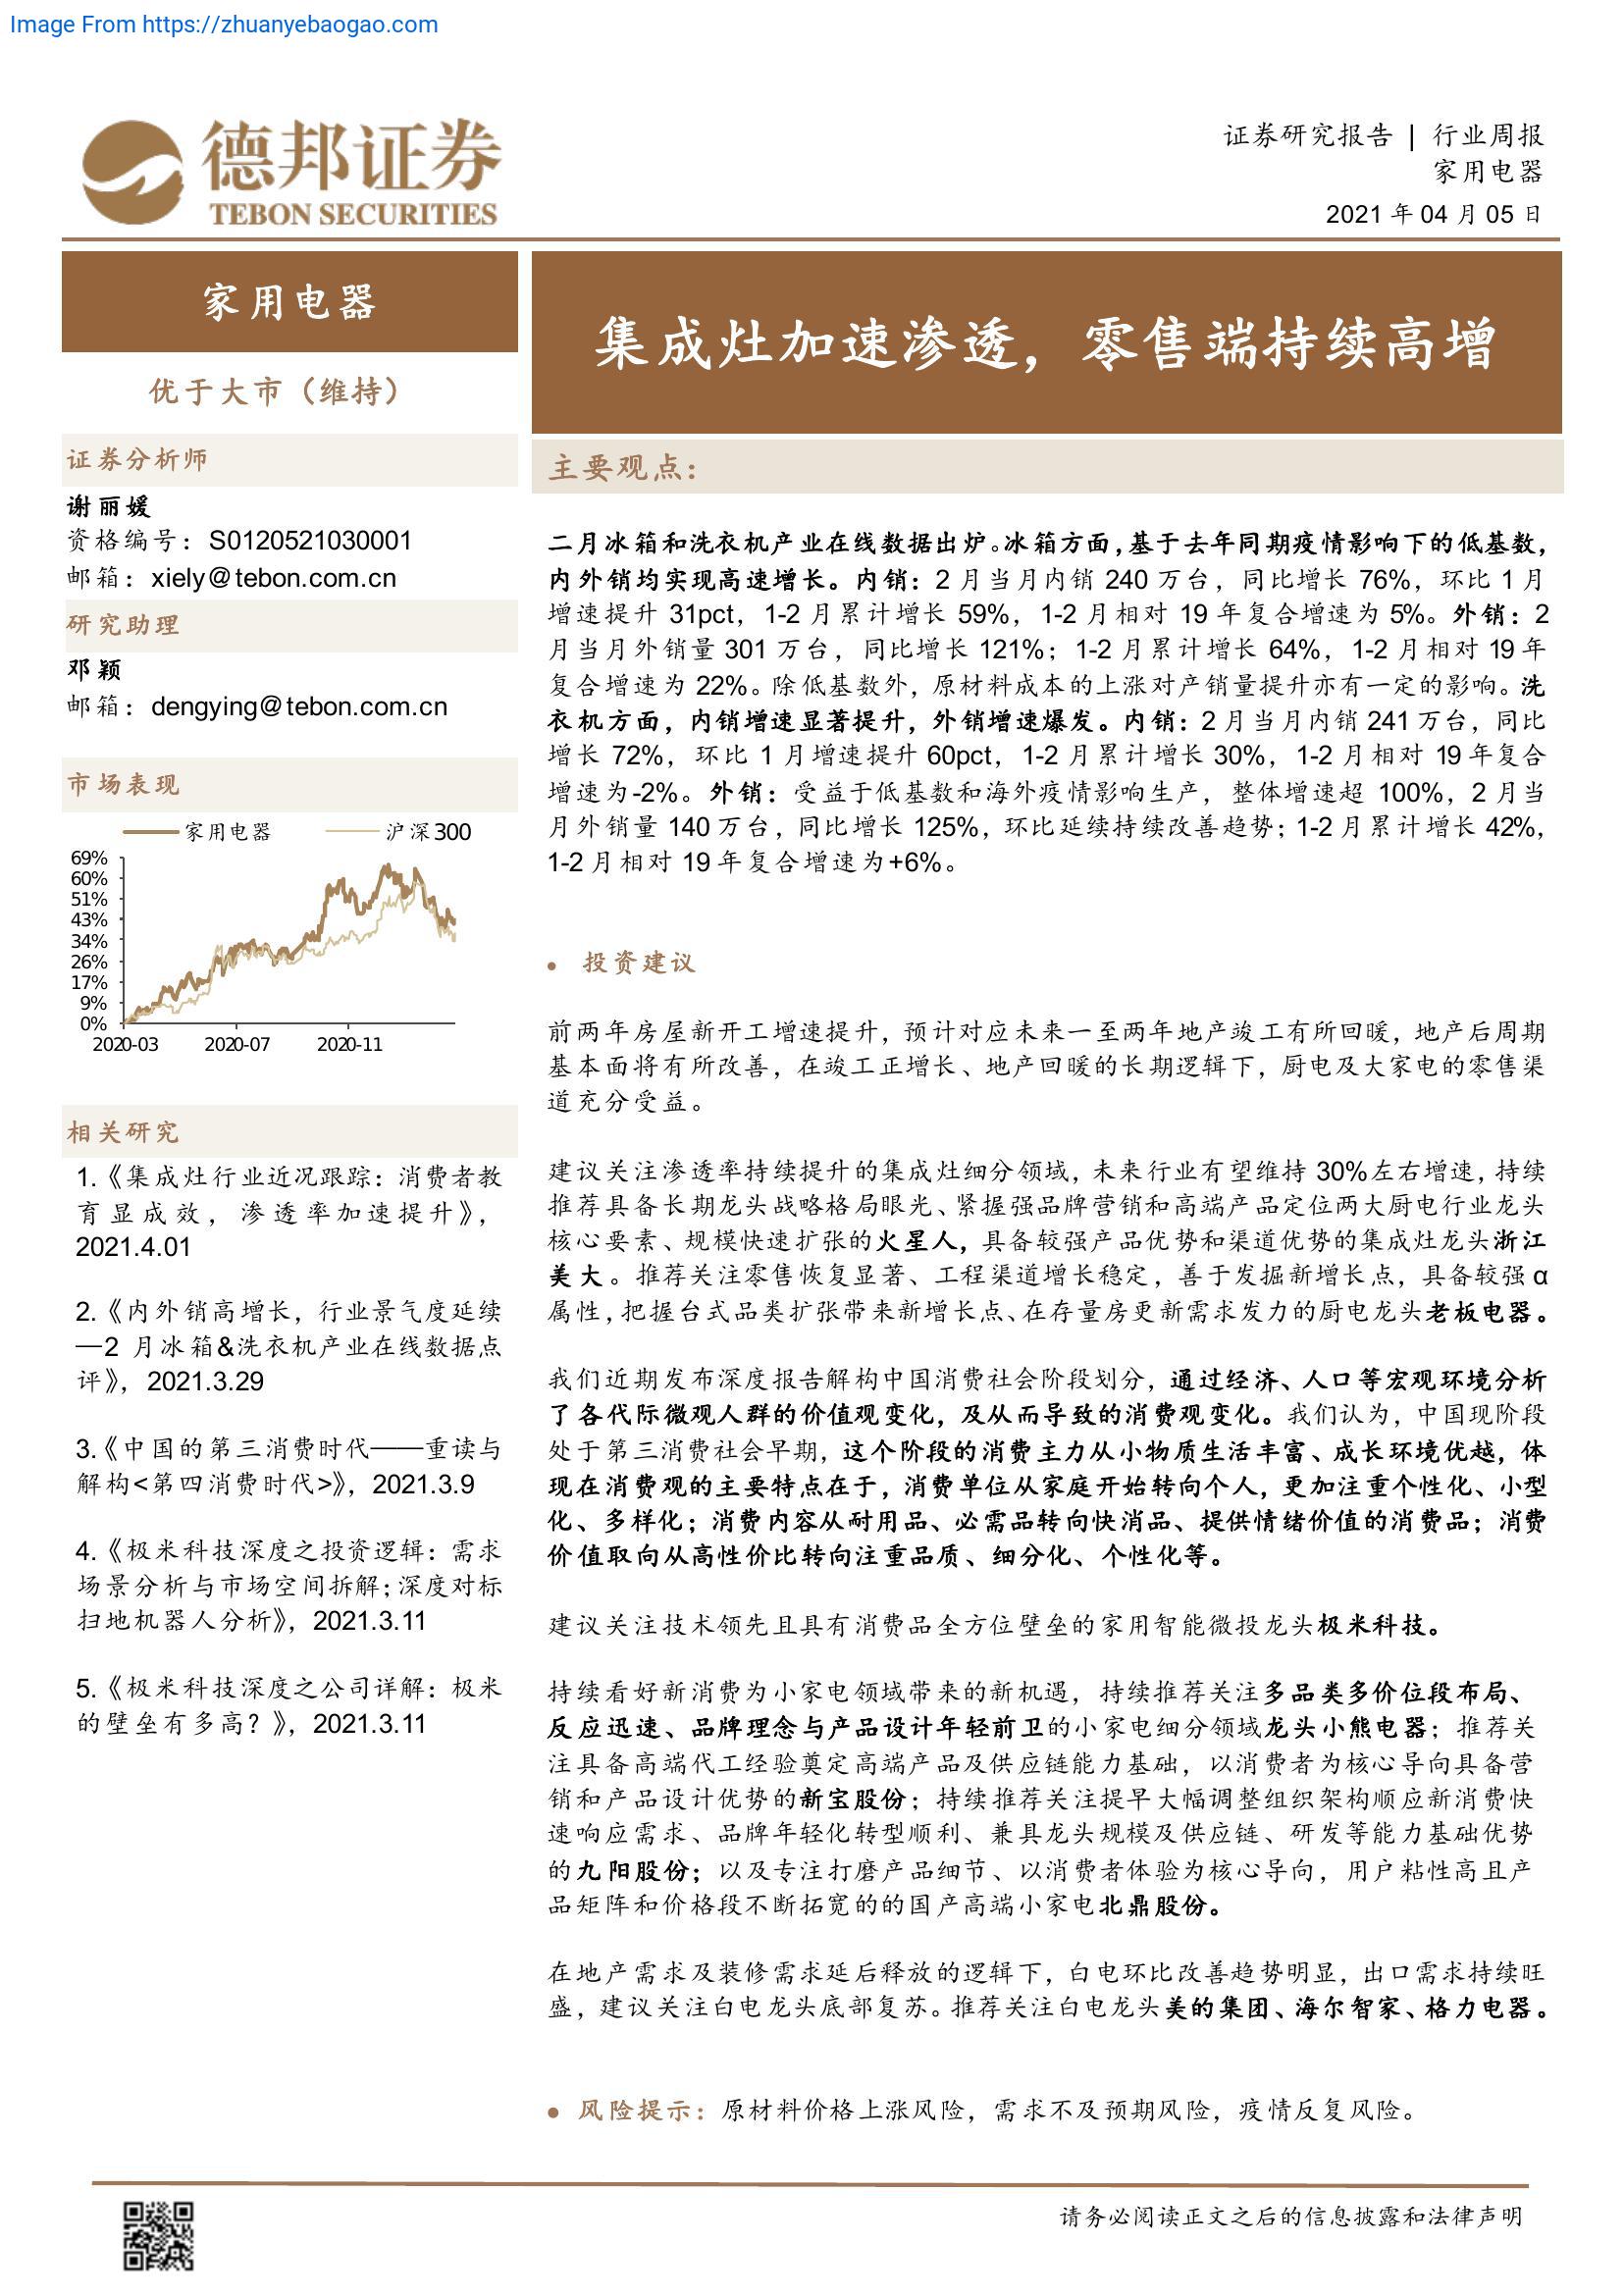 Image From https://zhuanyebaogao.com
德邦证券
TEBON SECURITIES
证券研究报告 | 行业周报
家用电器
2021 年 04 月 05 日
家用电器
优于大市（维持）
证券分析师
谢丽媛
资格编号：S0120521030001
邮箱：xiely@tebon.com.cn
研究助理
邓颖
邮箱：dengying@tebon.com.cn
市场表现
家用电器 沪深300
69%
60%
51%
43%
34%
26%
17%
9%
0%
2020-03 2020-07 2020-11
相关研究
1.《集成灶行业近况跟踪：消费者教
育显成效，渗透率加速提升》，
2021.4.01
2.《内外销高增长，行业景气度延续
—2 月冰箱&洗衣机产业在线数据点
评》，2021.3.29
3.《中国的第三消费时代——重读与
解构<第四消费时代>》，2021.3.9
4.《极米科技深度之投资逻辑：需求
场景分析与市场空间拆解；深度对标
扫地机器人分析》，2021.3.11
5.《极米科技深度之公司详解：极米
的壁垒有多高？》，2021.3.11
集成灶加速渗透，零售端持续高增
主要观点：
二月冰箱和洗衣机产业在线数据出炉。冰箱方面，基于去年同期疫情影响下的低基数，
内外销均实现高速增长。内销：2 月当月内销 240 万台，同比增长 76%，环比 1 月
增速提升 31pct，1-2 月累计增长 59%，1-2 月相对 19 年复合增速为 5%。外销：2
月当月外销量 301 万台，同比增长 121%；1-2 月累计增长 64%，1-2 月相对 19 年
复合增速为 22%。除低基数外，原材料成本的上涨对产销量提升亦有一定的影响。洗
衣机方面，内销增速显著提升，外销增速爆发。内销：2 月当月内销 241 万台，同比
增长 72%，环比 1 月增速提升 60pct，1-2 月累计增长 30%，1-2 月相对 19 年复合
增速为-2%。外销：受益于低基数和海外疫情影响生产，整体增速超 100%，2 月当
月外销量 140 万台，同比增长 125%，环比延续持续改善趋势；1-2 月累计增长 42%，
1-2 月相对 19 年复合增速为+6%。
• 投资建议
前两年房屋新开工增速提升，预计对应未来一至两年地产竣工有所回暖，地产后周期
基本面将有所改善，在竣工正增长、地产回暖的长期逻辑下，厨电及大家电的零售渠
道充分受益。
建议关注渗透率持续提升的集成灶细分领域，未来行业有望维持 30%左右增速，持续
推荐具备长期龙头战略格局眼光、紧握强品牌营销和高端产品定位两大厨电行业龙头
核心要素、规模快速扩张的火星人，具备较强产品优势和渠道优势的集成灶龙头浙江
美大。推荐关注零售恢复显著、工程渠道增长稳定，善于发掘新增长点，具备较强 α
属性，把握台式品类扩张带来新增长点、在存量房更新需求发力的厨电龙头老板电器。
我们近期发布深度报告解构中国消费社会阶段划分，通过经济、人口等宏观环境分析
了各代际微观人群的价值观变化，及从而导致的消费观变化。我们认为，中国现阶段
处于第三消费社会早期，这个阶段的消费主力从小物质生活丰富、成长环境优越，体
现在消费观的主要特点在于，消费单位从家庭开始转向个人，更加注重个性化、小型
化、多样化；消费内容从耐用品、必需品转向快消品、提供情绪价值的消费品；消费
价值取向从高性价比转向注重品质、细分化、个性化等。
建议关注技术领先且具有消费品全方位壁垒的家用智能微投龙头极米科技。
持续看好新消费为小家电领域带来的新机遇，持续推荐关注多品类多价位段布局、
反应迅速、品牌理念与产品设计年轻前卫的小家电细分领域龙头小熊电器；推荐关
注具备高端代工经验奠定高端产品及供应链能力基础，以消费者为核心导向具备营
销和产品设计优势的新宝股份；持续推荐关注提早大幅调整组织架构顺应新消费快
速响应需求、品牌年轻化转型顺利、兼具龙头规模及供应链、研发等能力基础优势
的九阳股份；以及专注打磨产品细节、以消费者体验为核心导向，用户粘性高且产
品矩阵和价格段不断拓宽的的国产高端小家电北鼎股份。
在地产需求及装修需求延后释放的逻辑下，白电环比改善趋势明显，出口需求持续旺
盛，建议关注白电龙头底部复苏。推荐关注白电龙头美的集团、海尔智家、格力电器。
• 风险提示：原材料价格上涨风险，需求不及预期风险，疫情反复风险。
请务必阅读正文之后的信息披露和法律声明